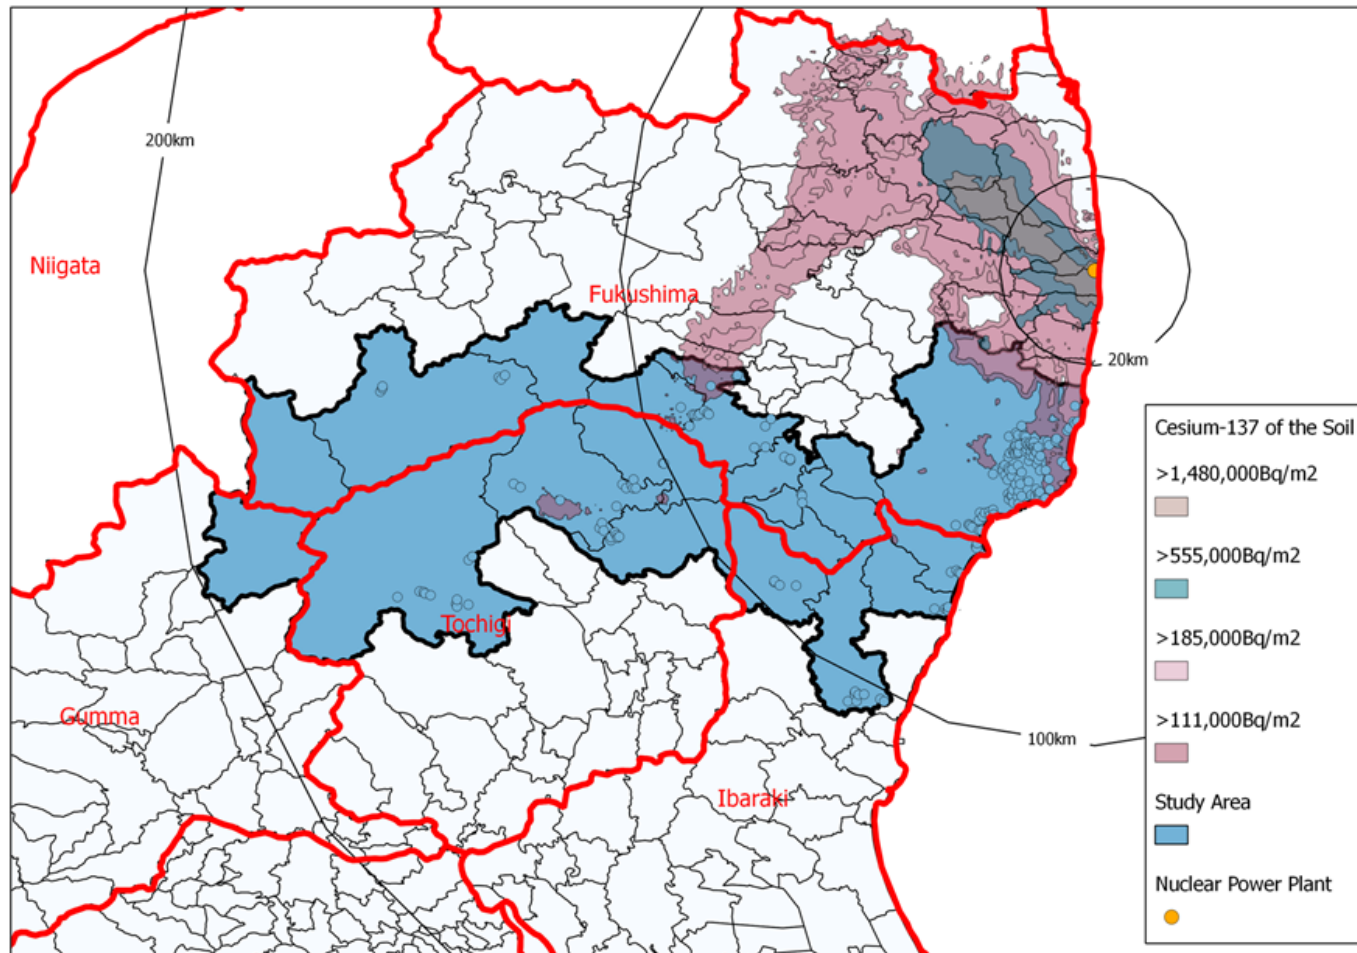 200km
Niigata
Fukushima
20km
Cesium-137 of the Soil
>1,480,000Bq/m2
>555,000Bq/m2
>185,000Bq/m2
>111,000Bq/m2
Study Area
Nuclear Power Plant
Tochigi
Gumma
100km
Ibaraki